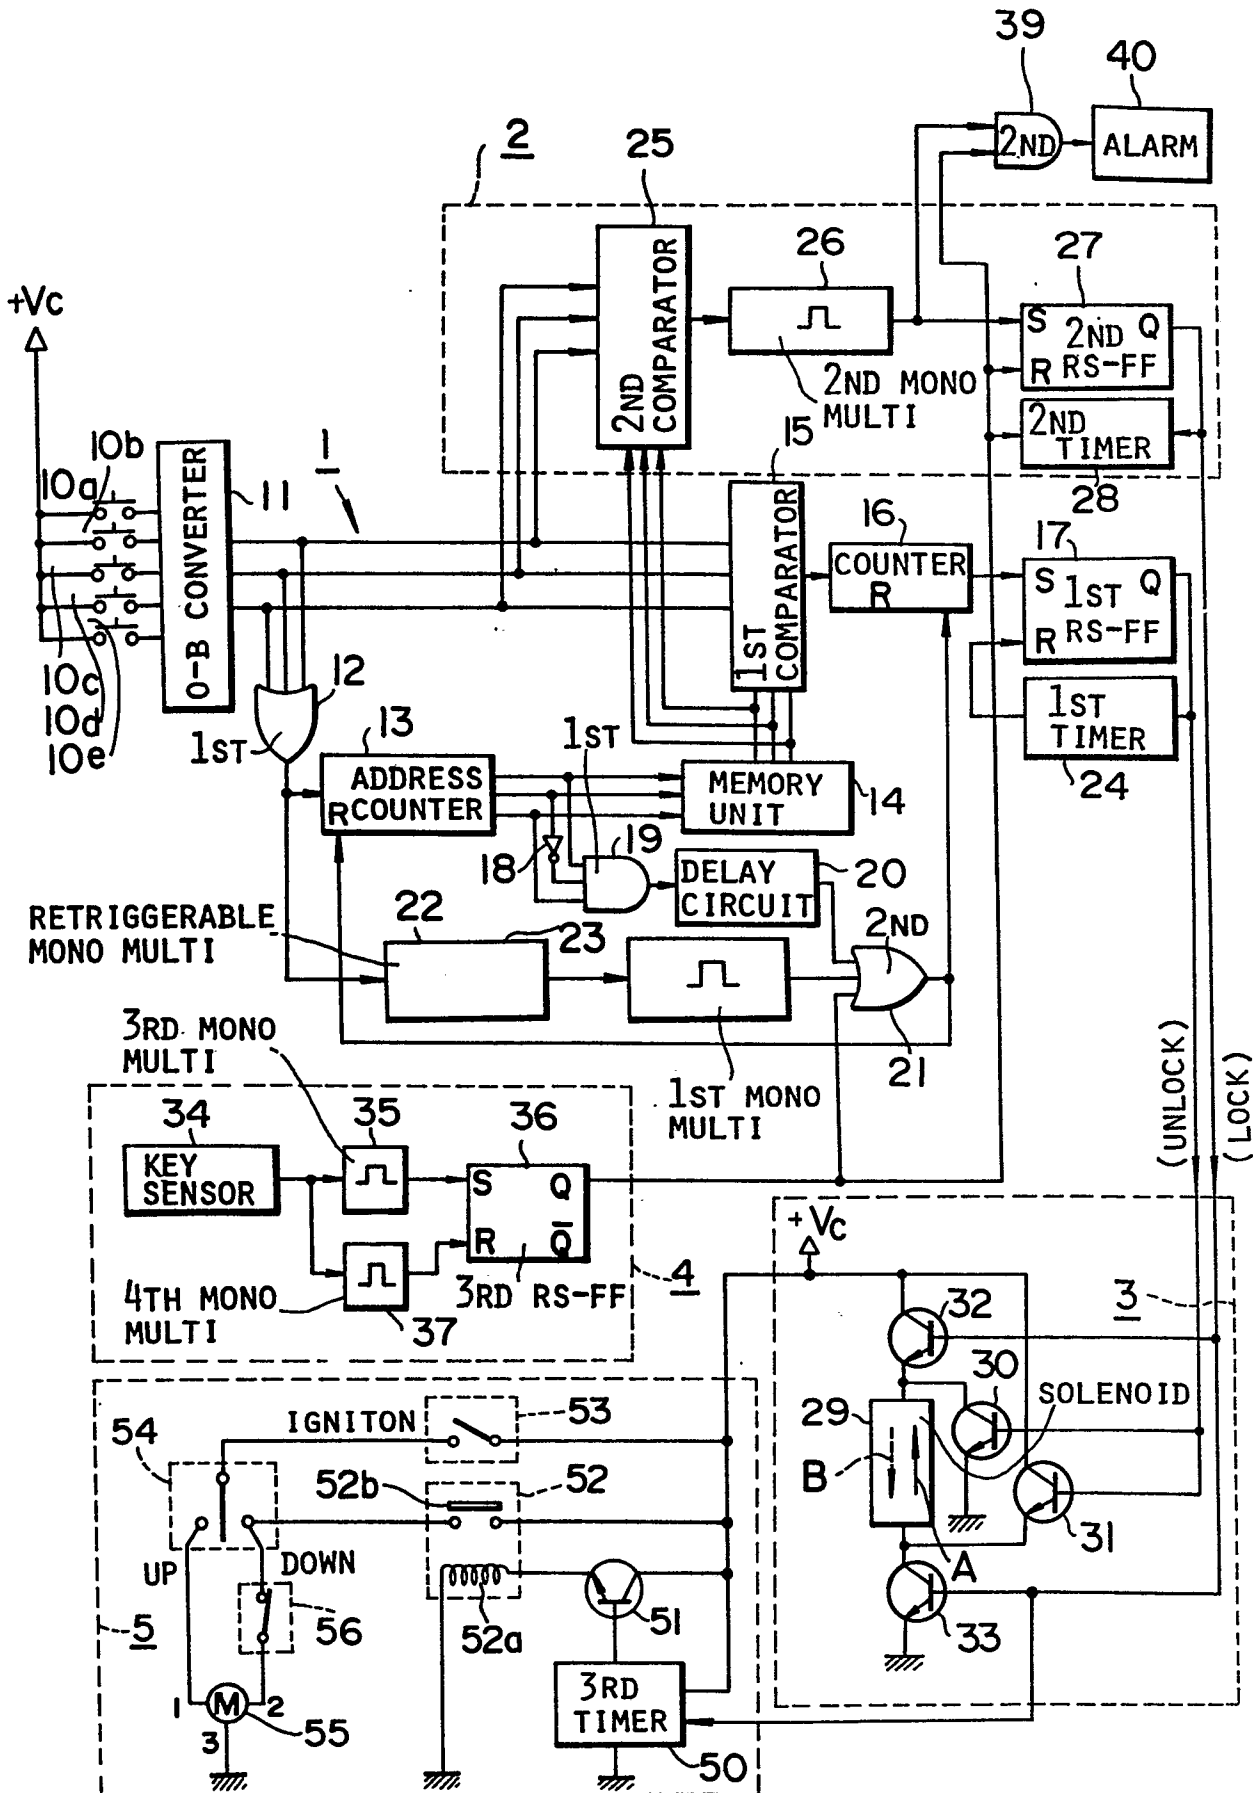 39
40
2ND
ALARM
2
25
2ND COMPARATOR
26
2ND MONO
MULTI
27
S
2ND
Q
R
RS-FF
2ND
TIMER
28
+VC
10a
10b
10c
10d
10e
O-B CONVERTER
11
1
15
1ST COMPARATOR
16
COUNTER
R
17
S
1ST
Q
R
RS-FF
1ST
TIMER
24
12
1ST
13
ADDRESS
R COUNTER
1ST
MEMORY
UNIT
14
18
19
DELAY
CIRCUIT
20
RETRIGGERABLE
MONO MULTI
22
23
2ND
21
3RD MONO
MULTI
1ST MONO
MULTI
(UNLOCK)
(LOCK)
34
KEY
SENSOR
35
36
S
Q
R
Q̅
3RD RS-FF
4
4TH MONO
MULTI
37
+VC
3
32
30
29
SOLENOID
B
A
31
33
IGNITON
53
54
52b
52
UP
DOWN
56
52a
51
5
1
M
2
3
55
3RD
TIMER
50